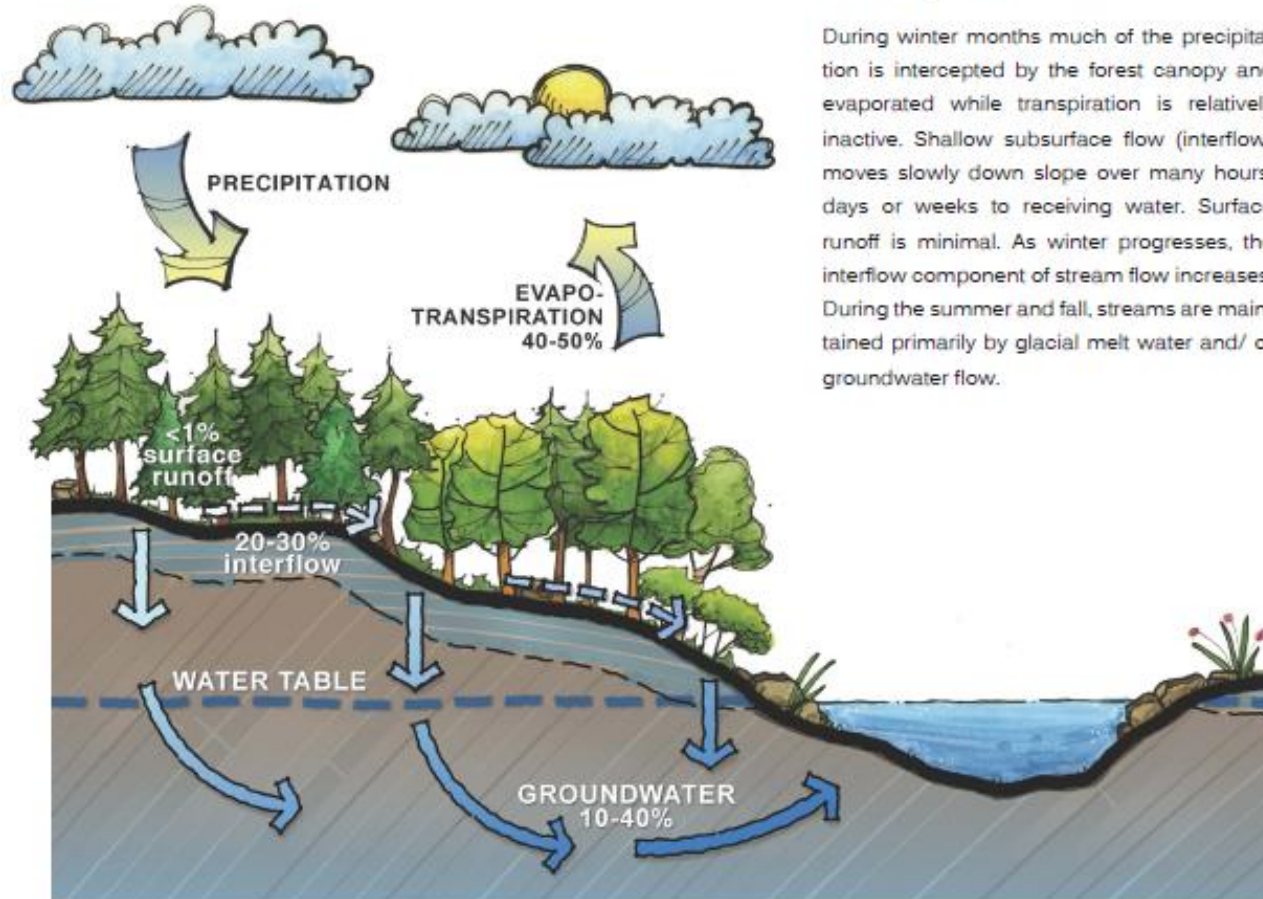 During winter months much of the precipita
tion is intercepted by the forest canopy and
evaporated while transpiration is relativel
inactive. Shallow subsurface flow (interflow
moves slowly down slope over many hours
days or weeks to receiving water. Surfac
runoff is minimal. As winter progresses, th
interflow component of stream flow increases
During the summer and fall, streams are main
tained primarily by glacial melt water and/ o
groundwater flow.
PRECIPITATION
EVAPO-
TRANSPIRATION
40-50%
<1%
surface
runoff
20-30%
interflow
WATER TABLE
GROUNDWATER
10-40%